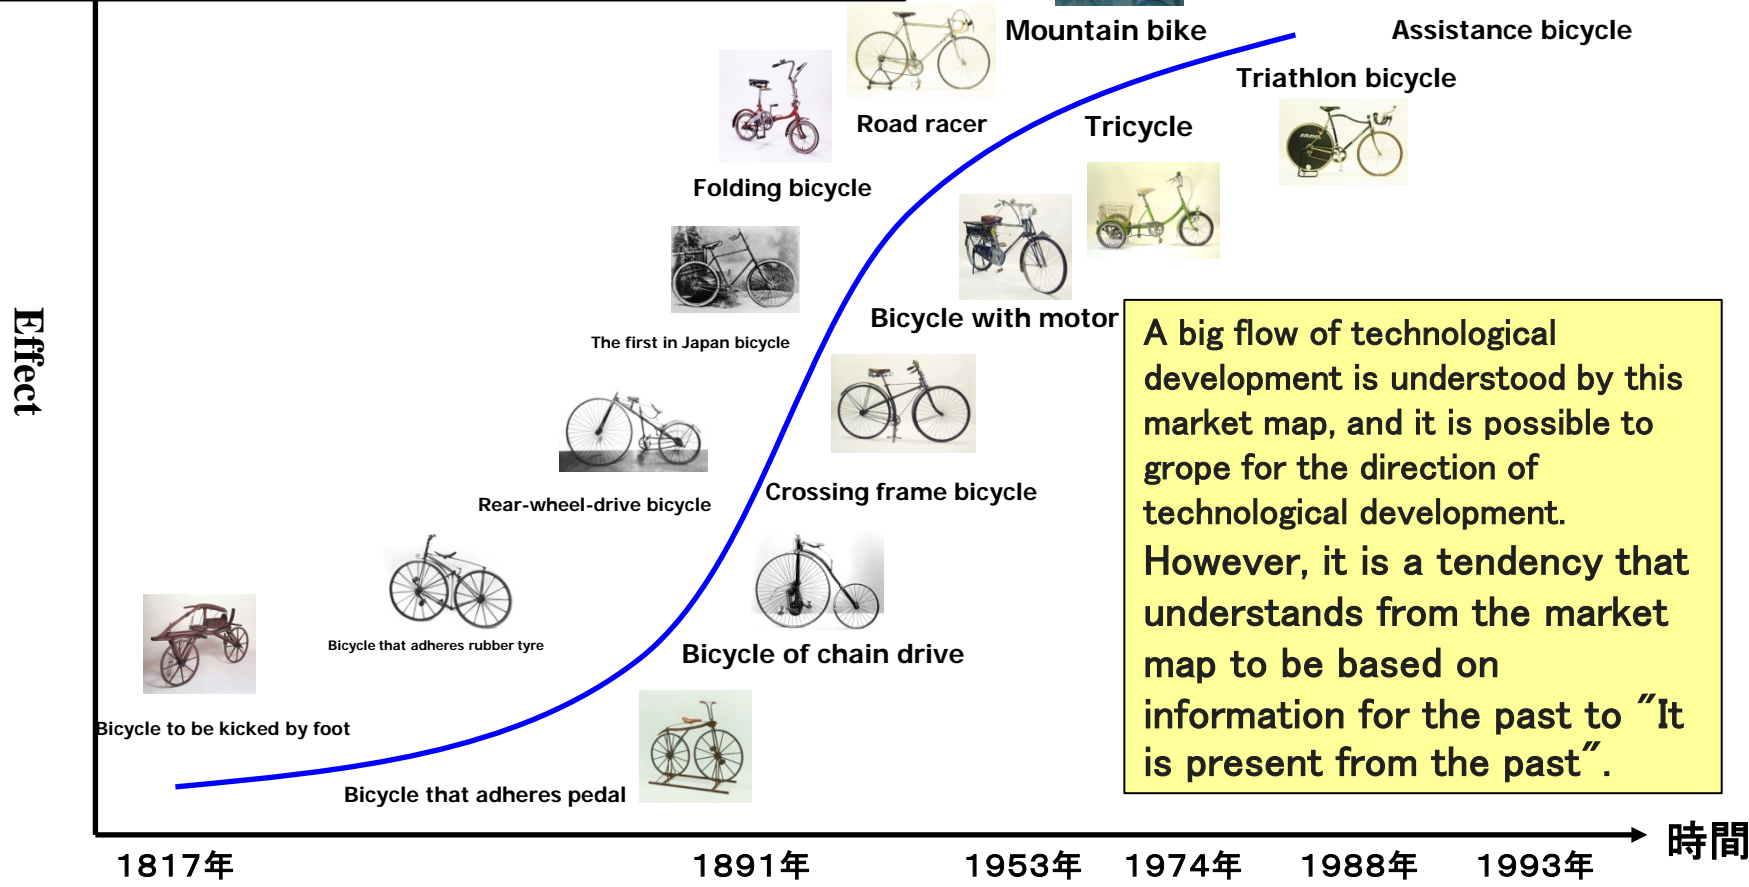 Mountain bike
Assistance bicycle
Triathlon bicycle
Road racer
Tricycle
Folding bicycle
Bicycle with motor
The first in Japan bicycle
Crossing frame bicycle
Rear-wheel-drive bicycle
Bicycle that adheres rubber tyre
Bicycle of chain drive
Bicycle to be kicked by foot
Bicycle that adheres pedal
Effect
A big flow of technological
development is understood by this
market map, and it is possible to
grope for the direction of
technological development.
However, it is a tendency that
understands from the market
map to be based on
information for the past to "It
is present from the past".
時間
1817年
1891年
1953年
1974年
1988年
1993年